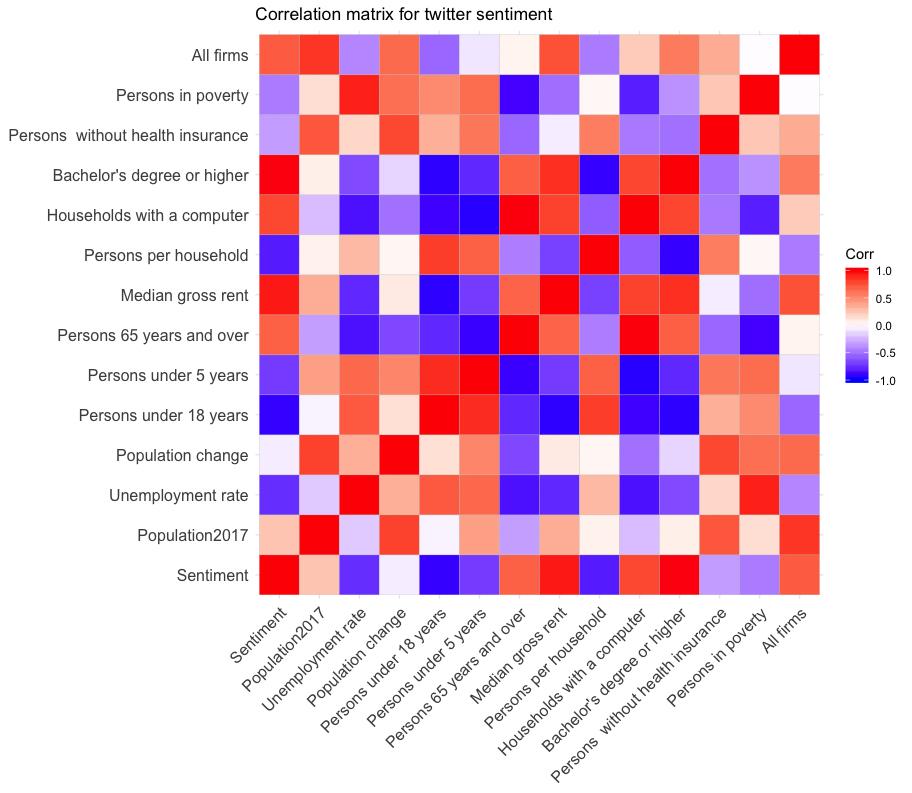 Correlation matrix for twitter sentiment
All firms
Persons in poverty
Persons  without health insurance
Bachelor's degree or higher
Households with a computer
Persons per household
Median gross rent
Persons 65 years and over
Persons under 5 years
Persons under 18 years
Population change
Unemployment rate
Population2017
Sentiment
Sentiment
Population2017
Unemployment rate
Population change
Persons under 18 years
Persons under 5 years
Persons 65 years and over
Median gross rent
Persons per household
Households with a computer
Bachelor's degree or higher
Persons  without health insurance
Persons in poverty
All firms
Corr
1.0
0.5
0.0
-0.5
-1.0